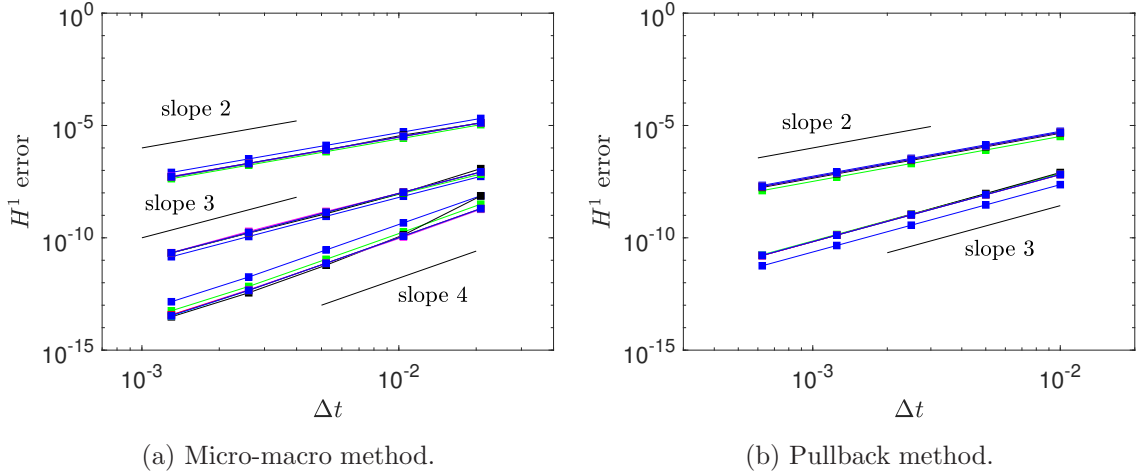 10^0
10^-5
10^-10
10^-15
H^1 error
slope 2
slope 3
slope 4
10^-3
10^-2
Δt
(a) Micro-macro method.
10^0
10^-5
10^-10
10^-15
H^1 error
slope 2
slope 3
10^-3
10^-2
Δt
(b) Pullback method.